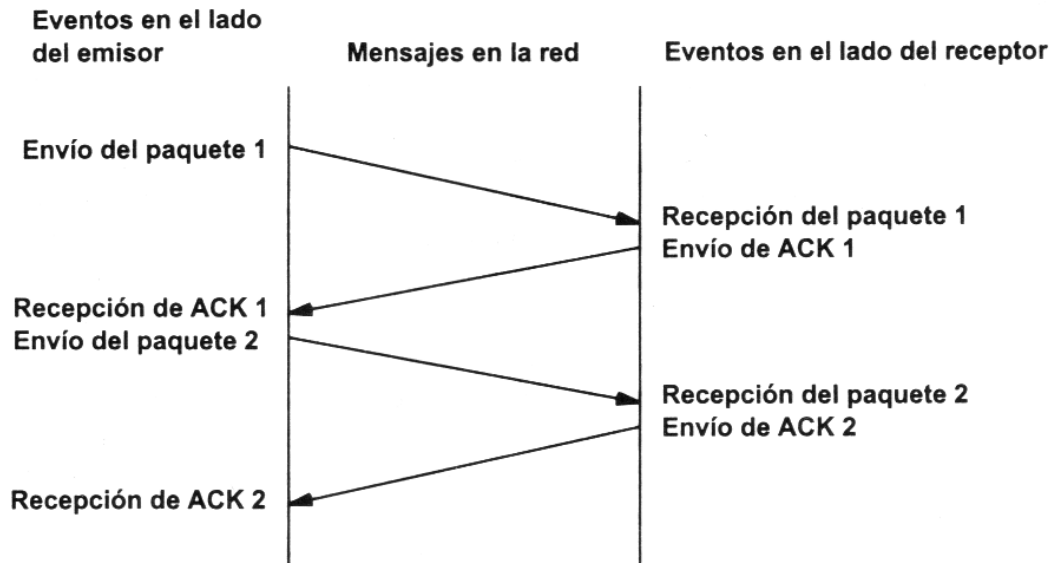 Eventos en el lado
del emisor
Mensajes en la red
Eventos en el lado del receptor
Envío del paquete 1
Recepción del paquete 1
Envío de ACK 1
Recepción de ACK 1
Envío del paquete 2
Recepción del paquete 2
Envío de ACK 2
Recepción de ACK 2